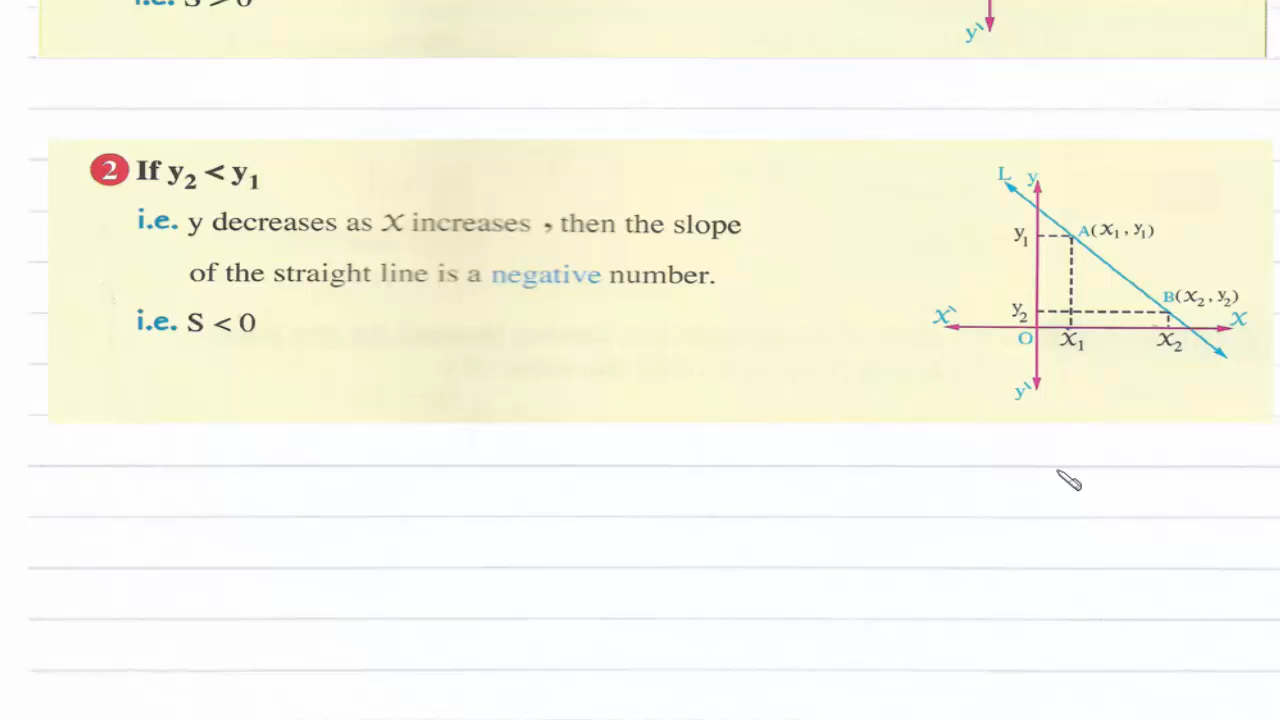 i.e. S > 0
y\
2 If y₂ < y₁
i.e. y decreases as x increases , then the slope
of the straight line is a negative number.
i.e. S < 0
L y
y₁ A(x₁ , y₁)
y₂ B(x₂ , y₂)
x\ O x₁ x₂ x
y\